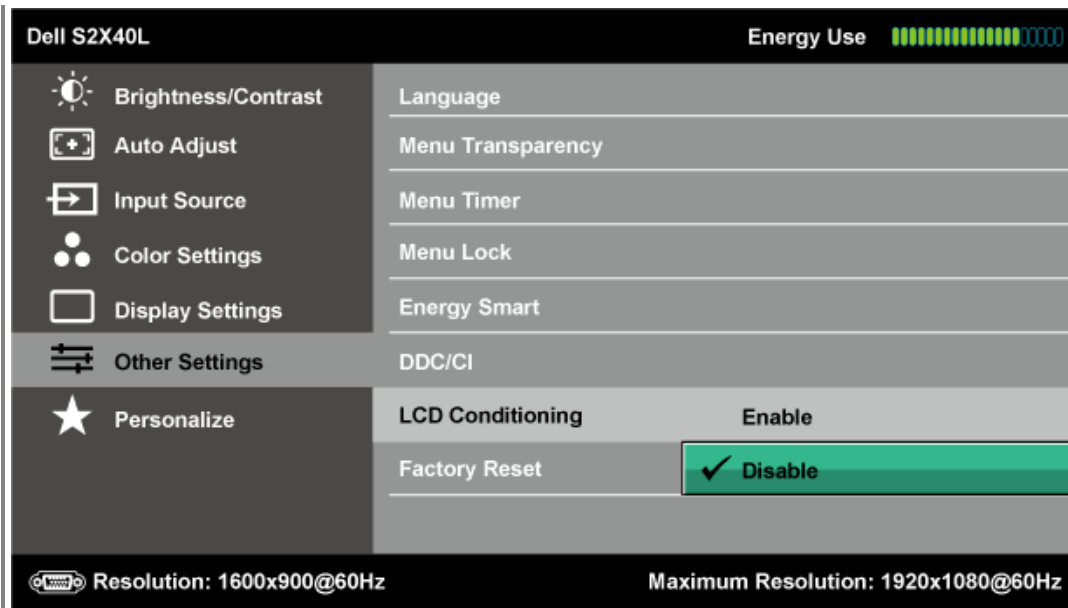 Dell S2X40L
Energy Use
Brightness/Contrast
Auto Adjust
Input Source
Color Settings
Display Settings
Other Settings
Personalize
Language
Menu Transparency
Menu Timer
Menu Lock
Energy Smart
DDC/CI
LCD Conditioning
Enable
Factory Reset
Disable
Resolution: 1600x900@60Hz
Maximum Resolution: 1920x1080@60Hz